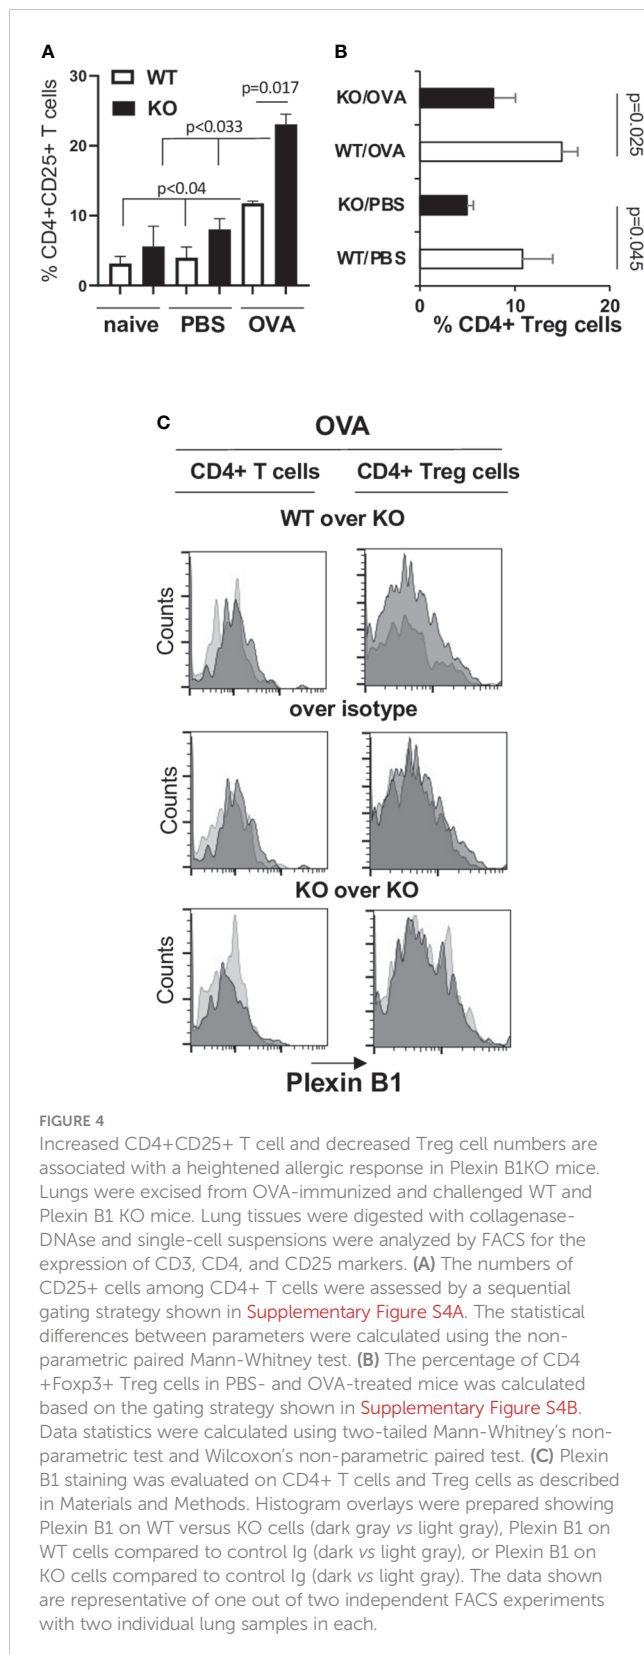 A
B
30
20
10
0
% CD4+CD25+ T cells
WT
KO
p=0.017
p<0.033
p<0.04
naive
PBS
OVA
KO/OVA
WT/OVA
KO/PBS
WT/PBS
p=0.025
p=0.045
0
10
20
% CD4+ Treg cells
C
OVA
CD4+ T cells
CD4+ Treg cells
WT over KO
Counts
over isotype
Counts
KO over KO
Counts
Plexin B1
FIGURE 4
Increased CD4+CD25+ T cell and decreased Treg cell numbers are
associated with a heightened allergic response in Plexin B1KO mice.
Lungs were excised from OVA-immunized and challenged WT and
Plexin B1 KO mice. Lung tissues were digested with collagenase-
DNAse and single-cell suspensions were analyzed by FACS for the
expression of CD3, CD4, and CD25 markers. (A) The numbers of
CD25+ cells among CD4+ T cells were assessed by a sequential
gating strategy shown in Supplementary Figure S4A. The statistical
differences between parameters were calculated using the non-
parametric paired Mann-Whitney test. (B) The percentage of CD4
+Foxp3+ Treg cells in PBS- and OVA-treated mice was calculated
based on the gating strategy shown in Supplementary Figure S4B.
Data statistics were calculated using two-tailed Mann-Whitney's non-
parametric test and Wilcoxon's non-parametric paired test. (C) Plexin
B1 staining was evaluated on CD4+ T cells and Treg cells as described
in Materials and Methods. Histogram overlays were prepared showing
Plexin B1 on WT versus KO cells (dark gray vs light gray), Plexin B1 on
WT cells compared to control Ig (dark vs light gray), or Plexin B1 on
KO cells compared to control Ig (dark vs light gray). The data shown
are representative of one out of two independent FACS experiments
with two individual lung samples in each.